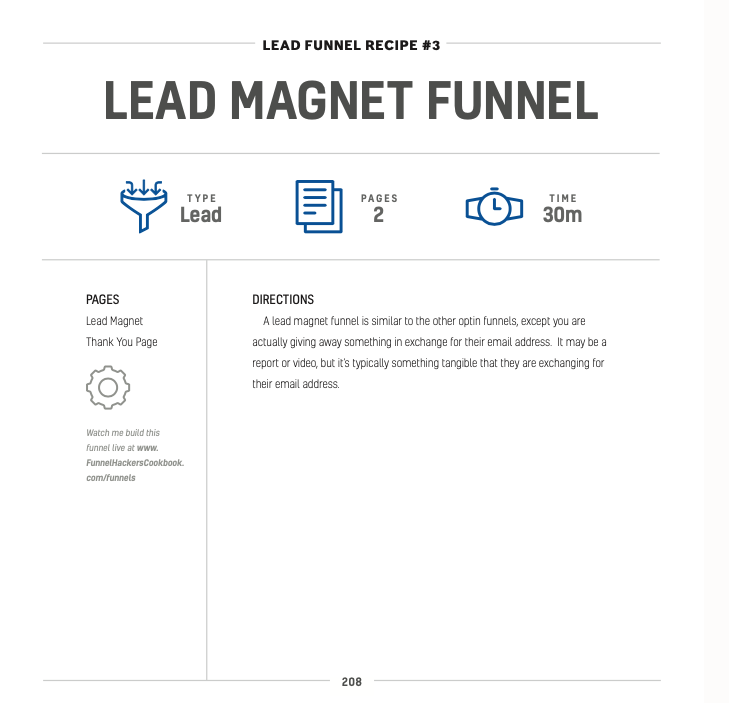 LEAD FUNNEL RECIPE #3
LEAD MAGNET FUNNEL
TYPE
Lead
PAGES
2
TIME
30m
PAGES
Lead Magnet
Thank You Page
Watch me build this
funnel live at www.
FunnelHackersCookbook.
com/funnels
DIRECTIONS
A lead magnet funnel is similar to the other optin funnels, except you are
actually giving away something in exchange for their email address.  It may be a
report or video, but it's typically something tangible that they are exchanging for
their email address.
208